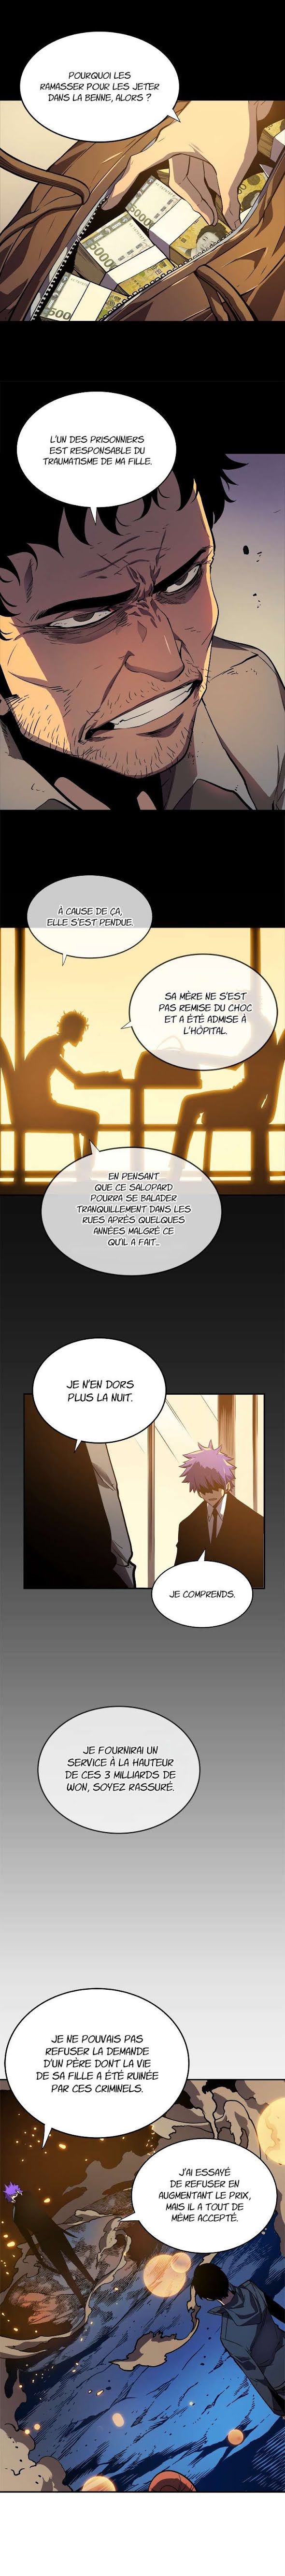 POURQUOI LES
RAMASSER POUR LES JETER
DANS LA BENNE, ALORS ?
L'UN DES PRISONNIERS
EST RESPONSABLE DU
TRAUMATISME DE MA FILLE.
À CAUSE DE ÇA,
ELLE S'EST PENDUE.
SA MÈRE NE S'EST
PAS REMISE DU CHOC
ET A ÉTÉ ADMISE À
L'HÔPITAL.
EN PENSANT
QUE CE SALOPARD
POURRA SE BALADER
TRANQUILLEMENT DANS LES
RUES APRÈS QUELQUES
ANNÉES MALGRÉ CE
QU'IL A FAIT...
JE N'EN DORS
PLUS LA NUIT.
JE COMPRENDS.
JE FOURNIRAI UN
SERVICE À LA HAUTEUR
DE CES 3 MILLIARDS DE
WON, SOYEZ RASSURÉ.
JE NE POUVAIS PAS
REFUSER LA DEMANDE
D'UN PÈRE DONT LA VIE
DE SA FILLE A ÉTÉ RUINÉE
PAR CES CRIMINELS.
J'AI ESSAYÉ
DE REFUSER EN
AUGMENTANT LE PRIX,
MAIS IL A TOUT DE
MÊME ACCEPTÉ.